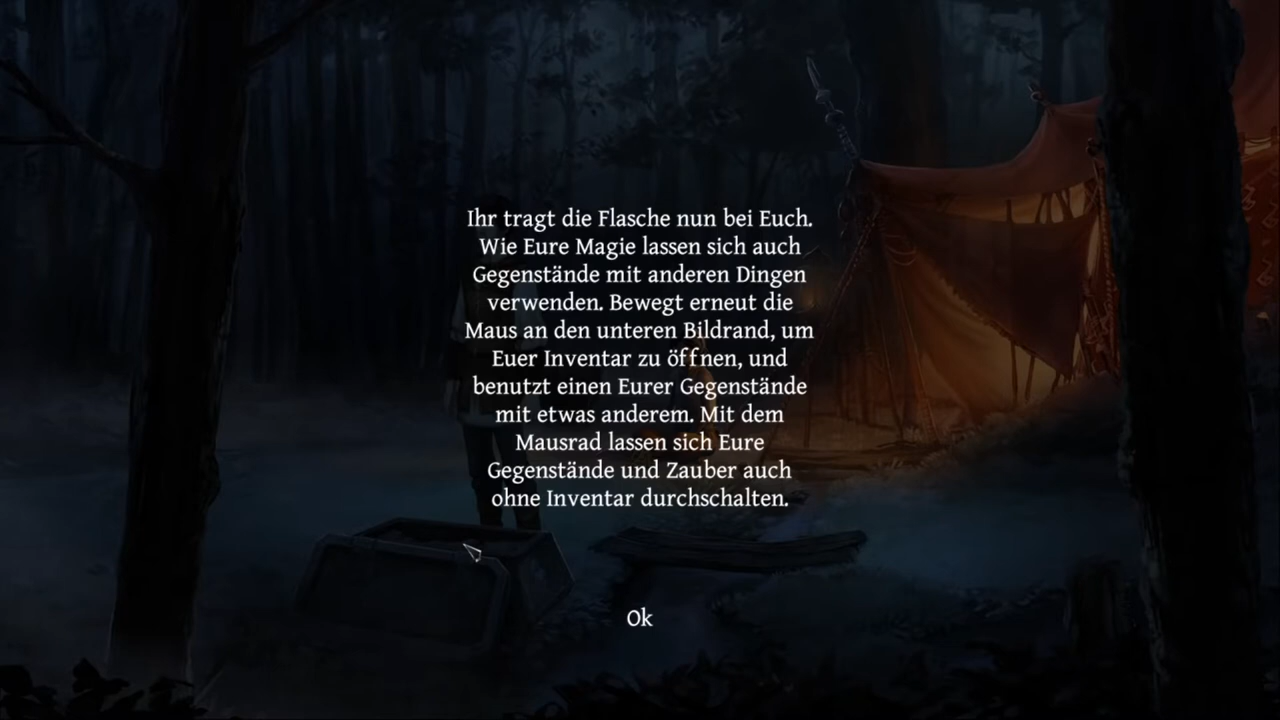 Ihr tragt die Flasche nun bei Euch.
Wie Eure Magie lassen sich auch
Gegenstände mit anderen Dingen
verwenden. Bewegt erneut die
Maus an den unteren Bildrand, um
Euer Inventar zu öffnen, und
benutzt einen Eurer Gegenstände
mit etwas anderem. Mit dem
Mausrad lassen sich Eure
Gegenstände und Zauber auch
ohne Inventar durchschalten.
Ok